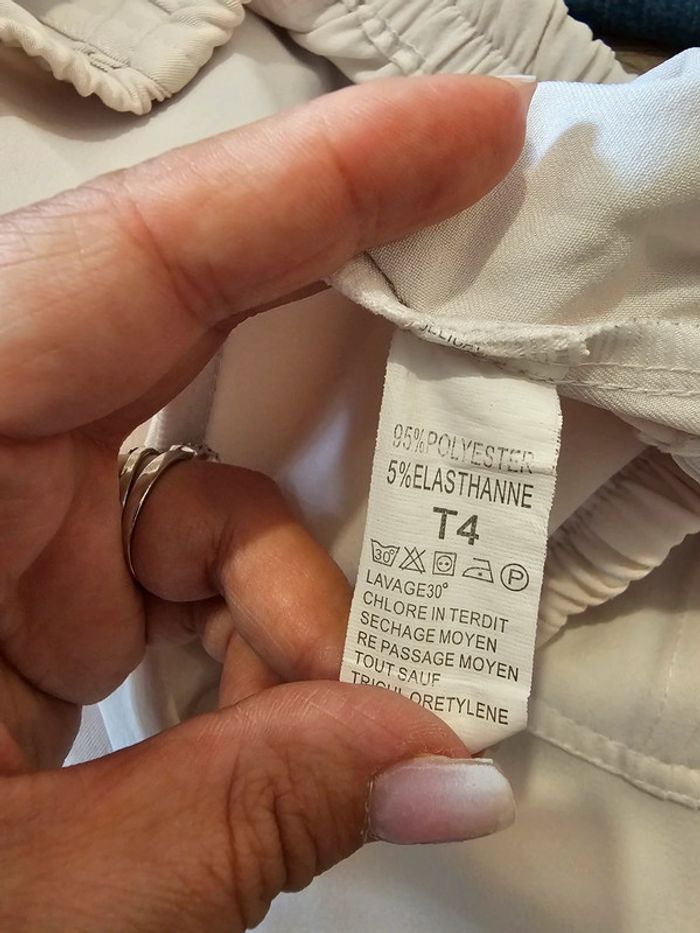 95%POLYESTER
5%ELASTHANNE
T4
30° P
LAVAGE30°
CHLORE IN TERDIT
SECHAGE MOYEN
RE PASSAGE MOYEN
TOUT SAUF
TRICHLORETYLENE